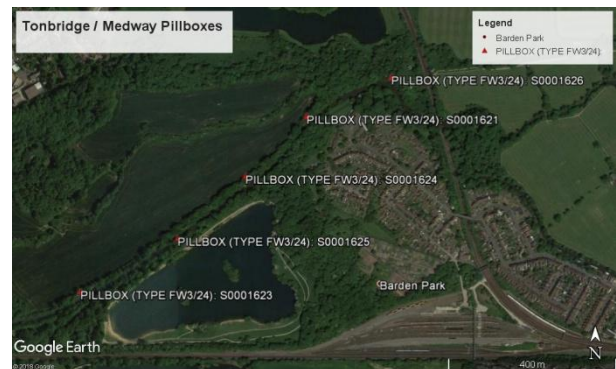 Tonbridge / Medway Pillboxes
Legend
Barden Park
PILLBOX (TYPE FW3/24)
PILLBOX (TYPE FW3/24): S0001626
PILLBOX (TYPE FW3/24): S0001621
PILLBOX (TYPE FW3/24): S0001624
PILLBOX (TYPE FW3/24): S0001625
Barden Park
PILLBOX (TYPE FW3/24): S0001623
Google Earth
© 2018 Google
N
400 m